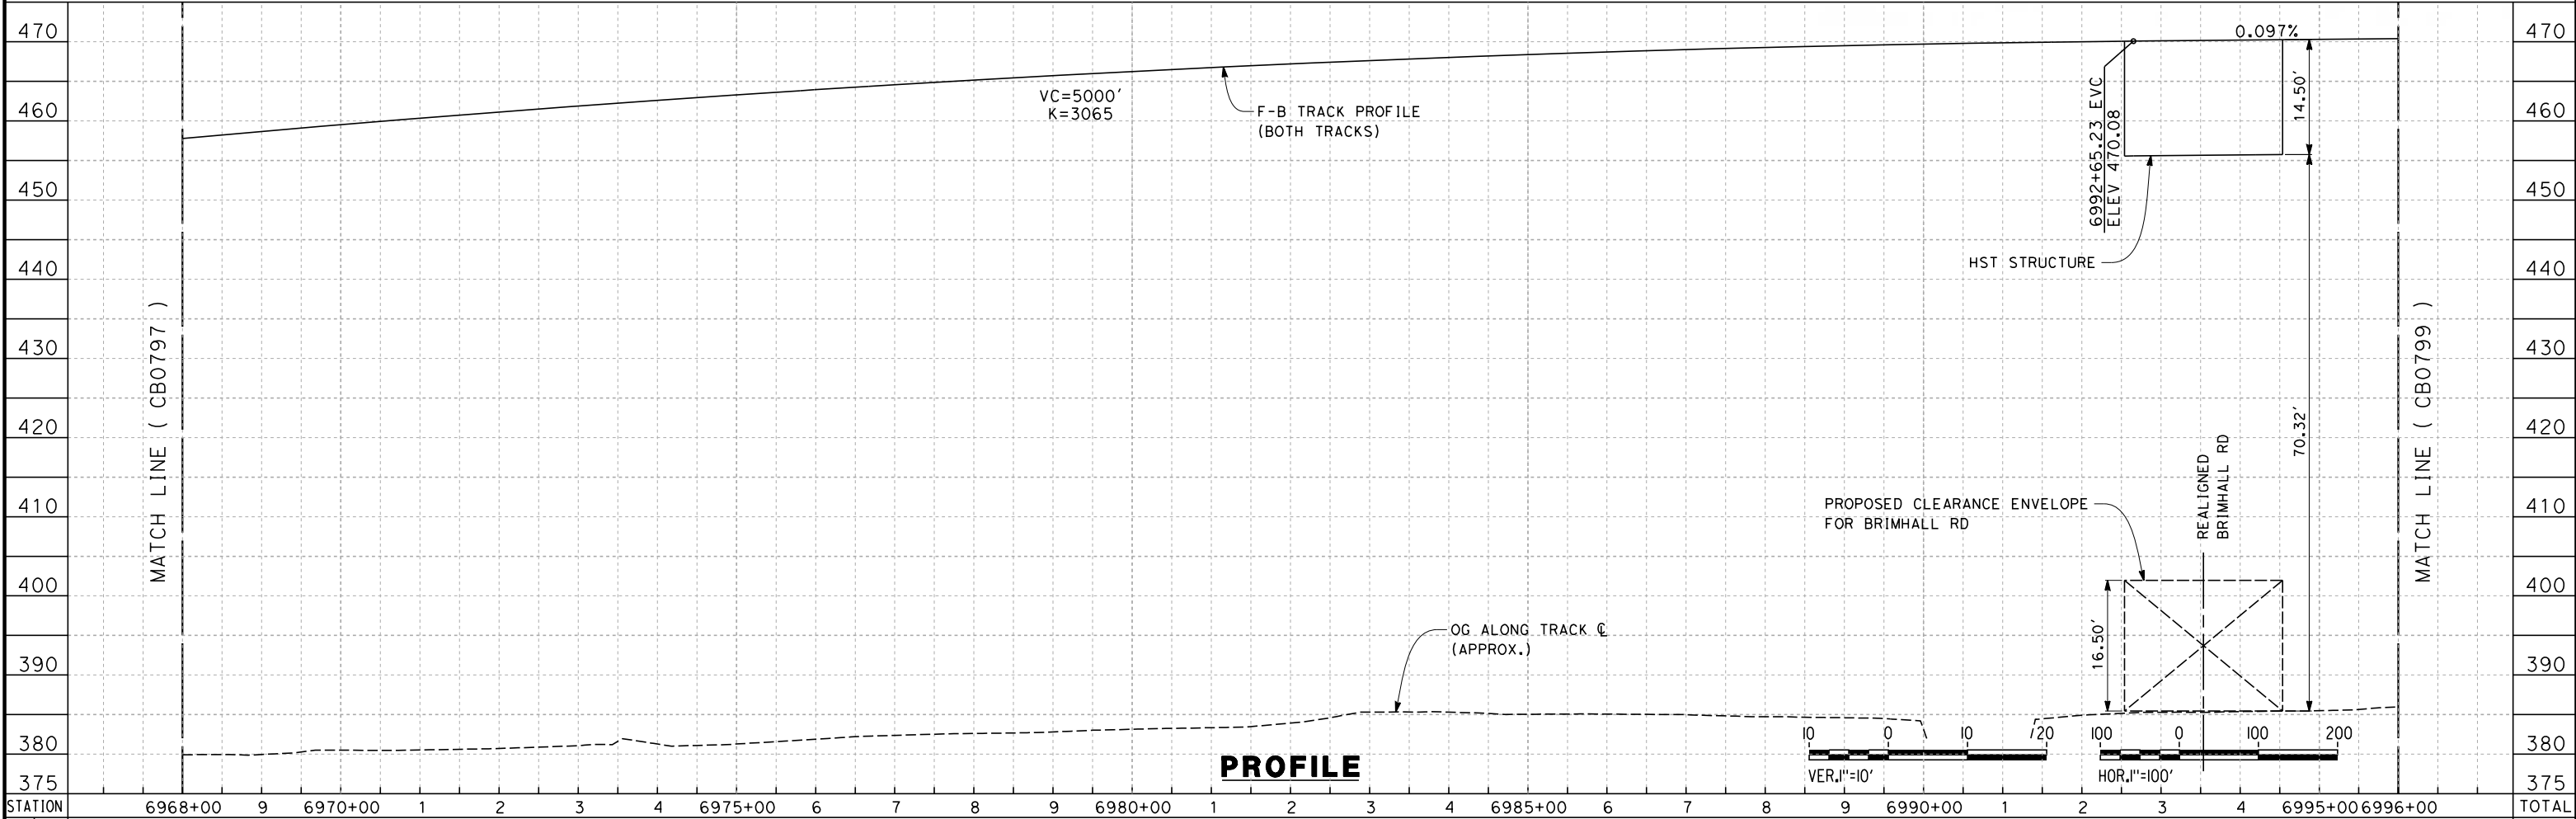 470
460
450
440
430
420
410
400
390
380
375
MATCH LINE ( CB0797 )
VC=5000'
K=3065
F-B TRACK PROFILE
(BOTH TRACKS)
0.097%
6992+65.23 EVC
ELEV 470.08
14.50'
HST STRUCTURE
70.32'
REALIGNED
BRIMHALL RD
PROPOSED CLEARANCE ENVELOPE
FOR BRIMHALL RD
16.50'
OG ALONG TRACK ℄
(APPROX.)
MATCH LINE ( CB0799 )
470
460
450
440
430
420
410
400
390
380
375
PROFILE
10 0 10 20
VER.1"=10'
100 0 100 200
HOR.1"=100'
STATION 6968+00 9 6970+00 1 2 3 4 6975+00 6 7 8 9 6980+00 1 2 3 4 6985+00 6 7 8 9 6990+00 1 2 3 4 6995+00 6996+00 TOTAL